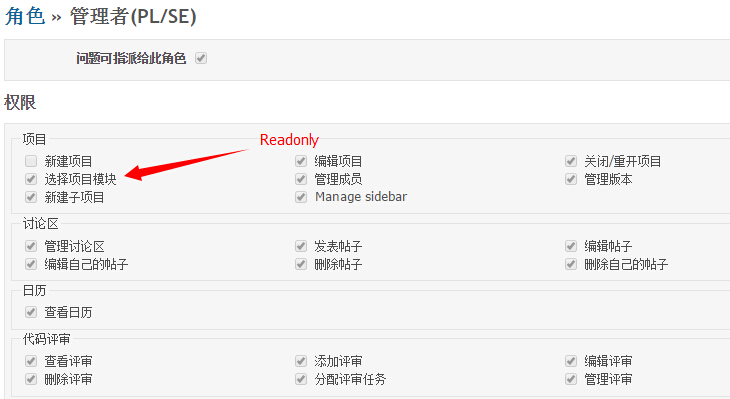 角色 » 管理者(PL/SE)
问题可指派给此角色
权限
项目
Readonly
新建项目 编辑项目 关闭/重开项目
选择项目模块 管理成员 管理版本
新建子项目 Manage sidebar
讨论区
管理讨论区 发表帖子 编辑帖子
编辑自己的帖子 删除帖子 删除自己的帖子
日历
查看日历
代码评审
查看评审 添加评审 编辑评审
删除评审 分配评审任务 管理评审